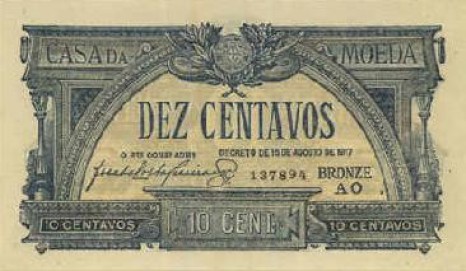 CASA DA MOEDA
DEZ CENTAVOS
DECRETO DE 15 DE AGOSTO DE 1917
137894 BRONZE
AO
10 CENTAVOS 10 CENT. 10 CENTAVOS